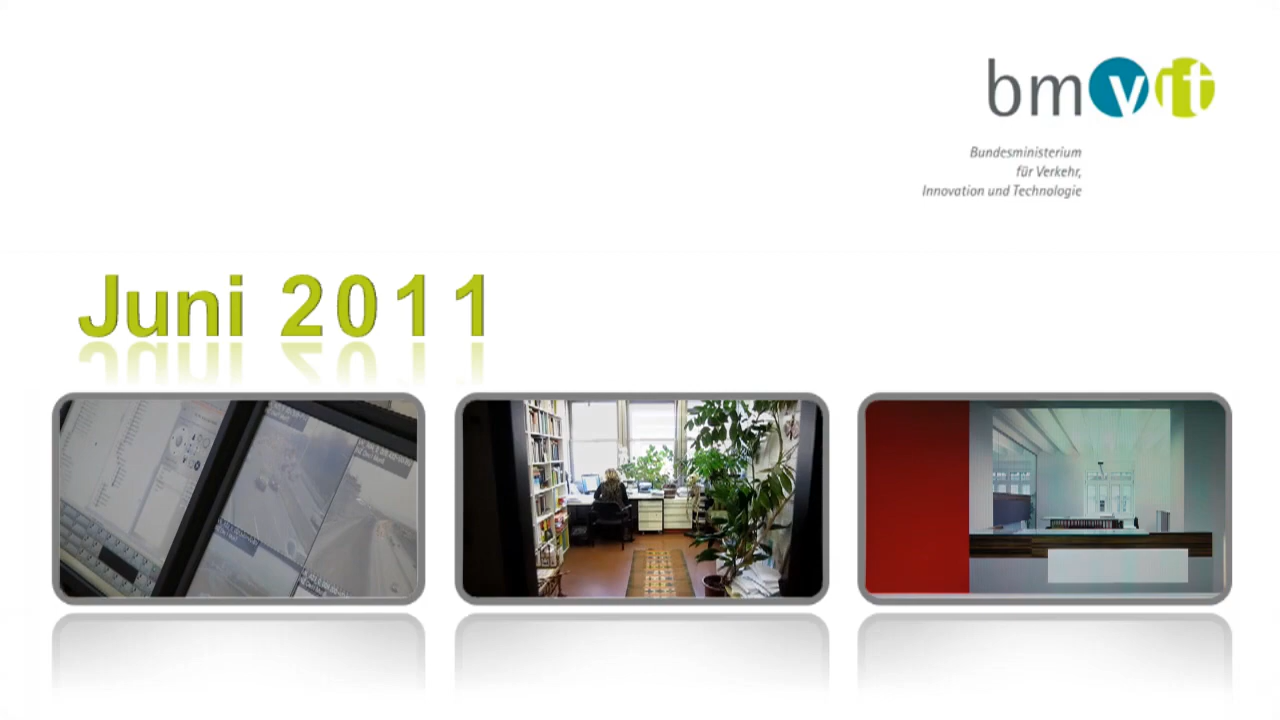 bmvit
Bundesministerium
für Verkehr,
Innovation und Technologie
Juni 2011